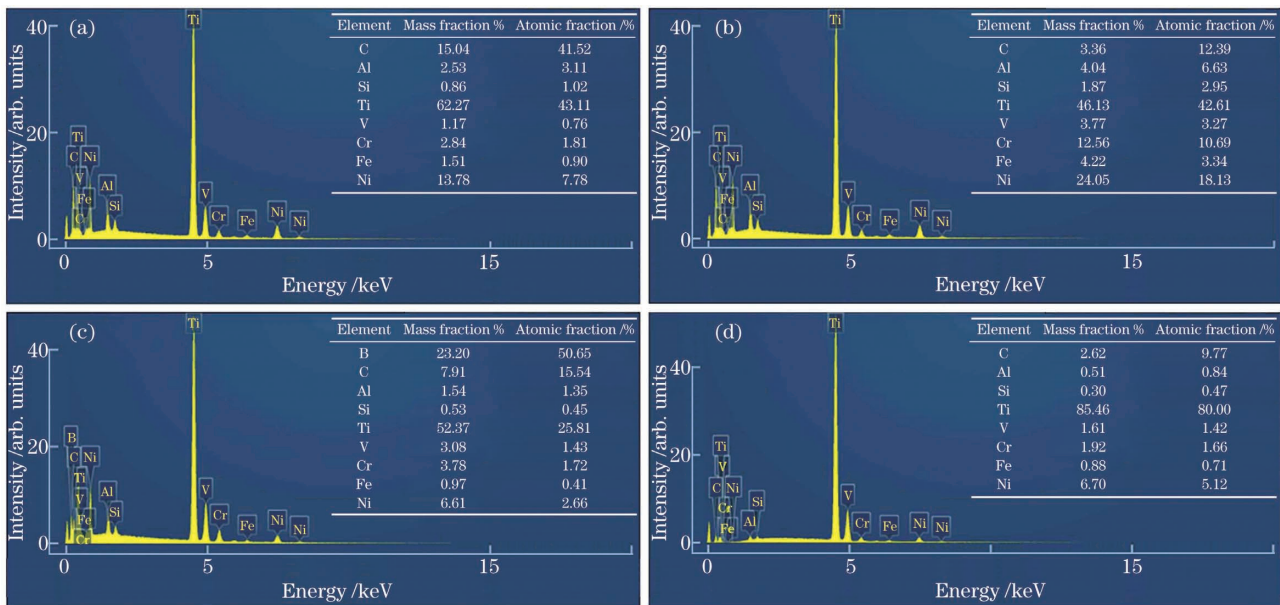 (a)
Element Mass fraction % Atomic fraction /%
C 15.04 41.52
Al 2.53 3.11
Si 0.86 1.02
Ti 62.27 43.11
V 1.17 0.76
Cr 2.84 1.81
Fe 1.51 0.90
Ni 13.78 7.78
Intensity /arb. units
40
20
0
Ti
Ti
C Ni
V
Fe
C
Al
Si
V
Cr
Fe
Ni
Ni
0 5 15
Energy /keV
(b)
Element Mass fraction % Atomic fraction /%
C 3.36 12.39
Al 4.04 6.63
Si 1.87 2.95
Ti 46.13 42.61
V 3.77 3.27
Cr 12.56 10.69
Fe 4.22 3.34
Ni 24.05 18.13
Intensity /arb. units
40
20
0
Ti
Ti
C Ni
V
Fe
C
Al
Si
V
Cr
Fe
Ni
Ni
0 5 15
Energy /keV
(c)
Element Mass fraction % Atomic fraction /%
B 23.20 50.65
C 7.91 15.54
Al 1.54 1.35
Si 0.53 0.45
Ti 52.37 25.81
V 3.08 1.43
Cr 3.78 1.72
Fe 0.97 0.41
Ni 6.61 2.66
Intensity /arb. units
40
20
0
Ti
B
C Ni
Ti
V
Fe
Cr
Al
Si
V
Cr
Fe
Ni
Ni
0 5 15
Energy /keV
(d)
Element Mass fraction % Atomic fraction /%
C 2.62 9.77
Al 0.51 0.84
Si 0.30 0.47
Ti 85.46 80.00
V 1.61 1.42
Cr 1.92 1.66
Fe 0.88 0.71
Ni 6.70 5.12
Intensity /arb. units
40
20
0
Ti
Ti
V
C Ni
Cr
Fe
Al
Si
V
Cr
Fe
Ni
Ni
0 5 15
Energy /keV